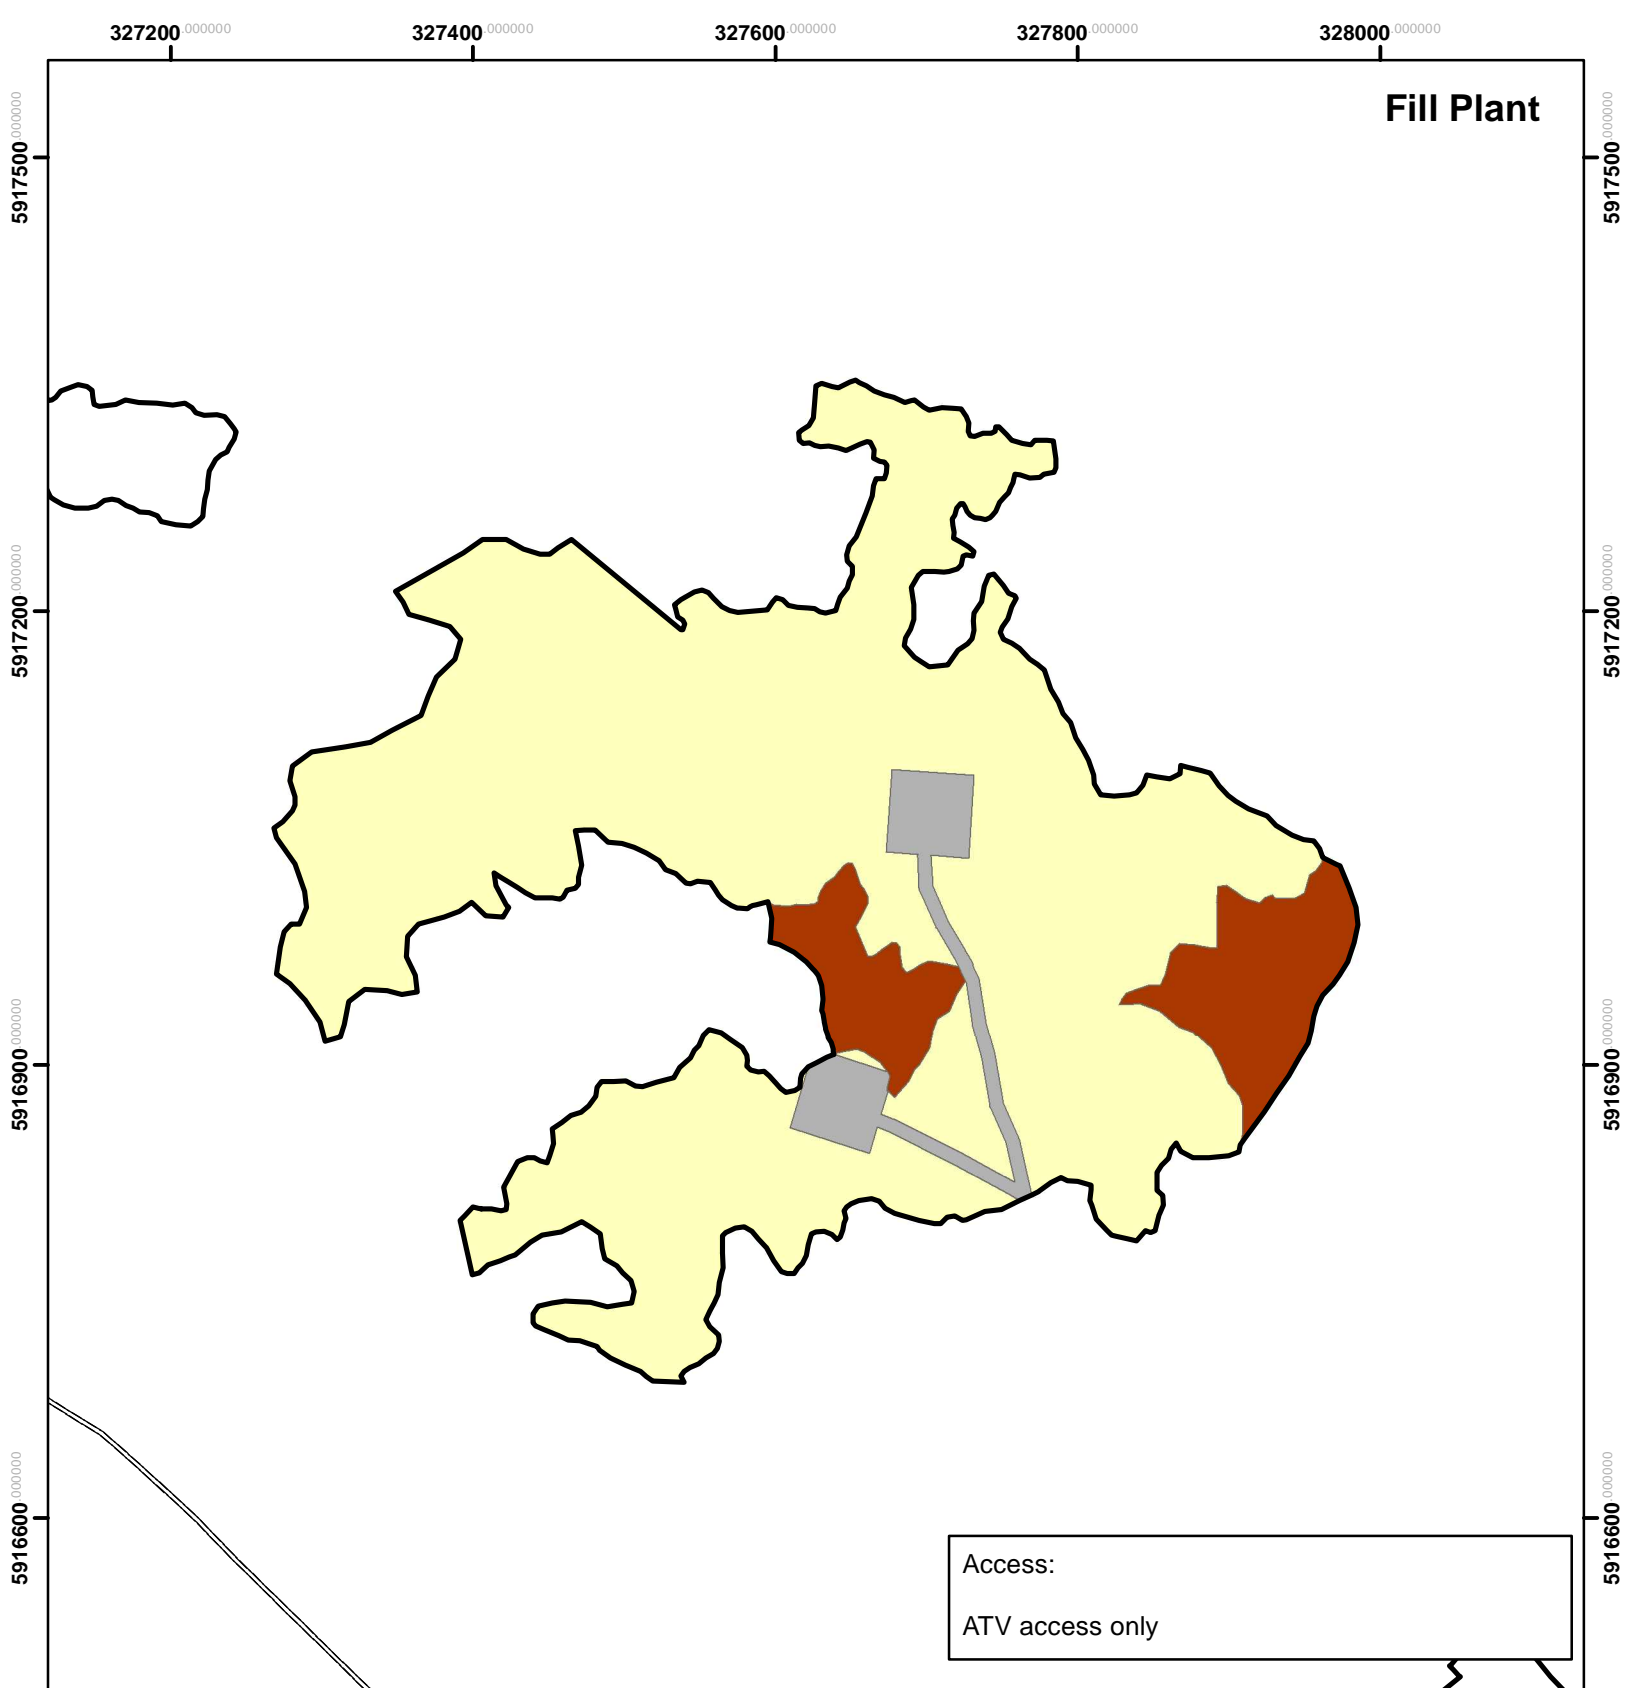 327200.000000 327400.000000 327600.000000 327800.000000 328000.000000
Fill Plant
5917500.000000 5917500.000000
5917200.000000 5917200.000000
5916900.000000 5916900.000000
5916600.000000 5916600.000000
Access:
ATV access only